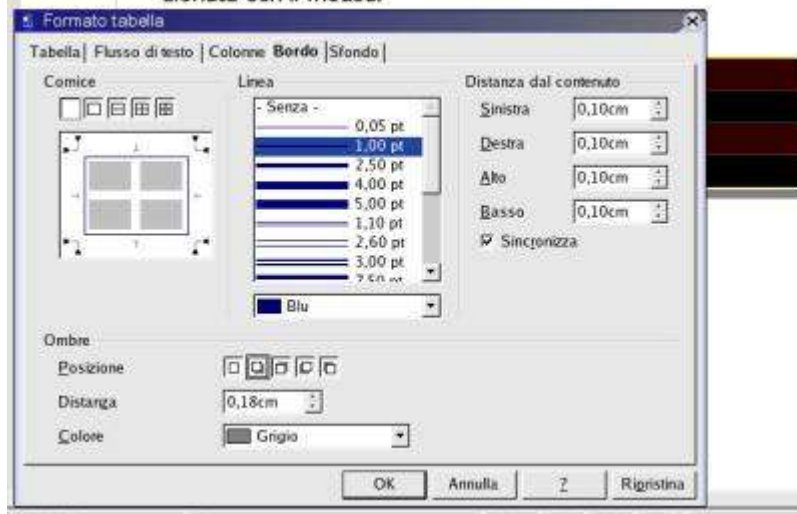 Formato tabella
Tabella Flusso di testo Colonne Bordo Sfondo
Cornice
Linea
- Senza -
0,05 pt
1,00 pt
2,50 pt
4,00 pt
5,00 pt
1,10 pt
2,60 pt
3,00 pt
7,50 pt
Blu
Distanza dal contenuto
Sinistra 0,10cm
Destra 0,10cm
Alto 0,10cm
Basso 0,10cm
Sincronizza
Ombre
Posizione
Distanza 0,18cm
Colore Grigio
OK Annulla ? Ripristina